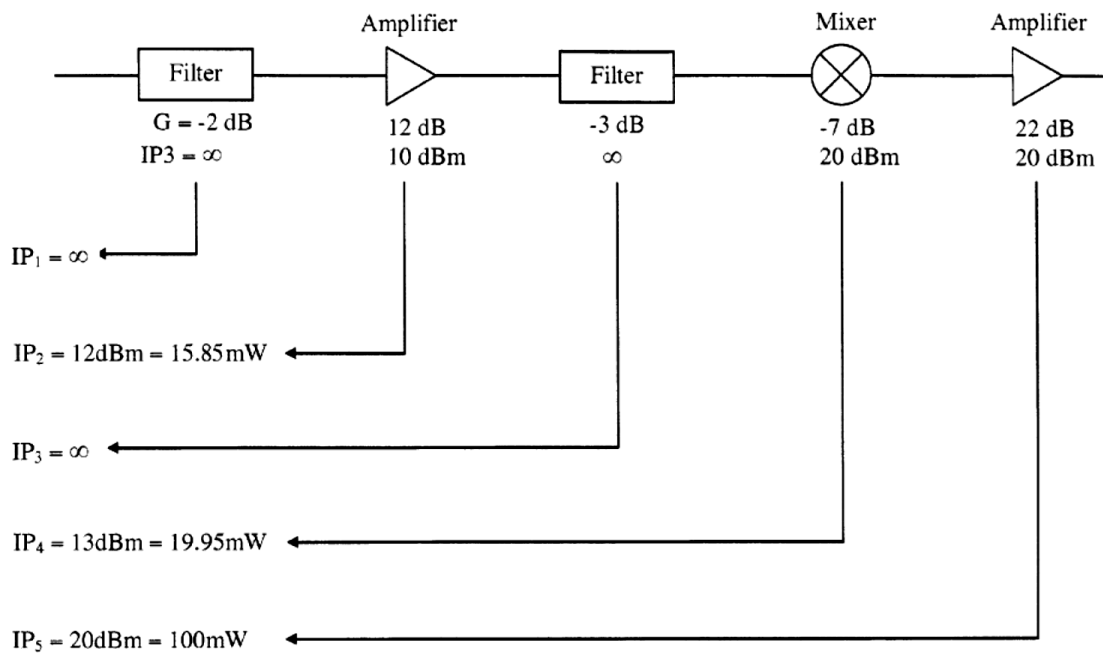 Amplifier
Mixer
Amplifier
Filter
Filter
G = -2 dB
12 dB
-3 dB
-7 dB
22 dB
IP3 = ∞
10 dBm
∞
20 dBm
20 dBm
IP₁ = ∞
IP₂ = 12dBm = 15.85mW
IP₃ = ∞
IP₄ = 13dBm = 19.95mW
IP₅ = 20dBm = 100mW